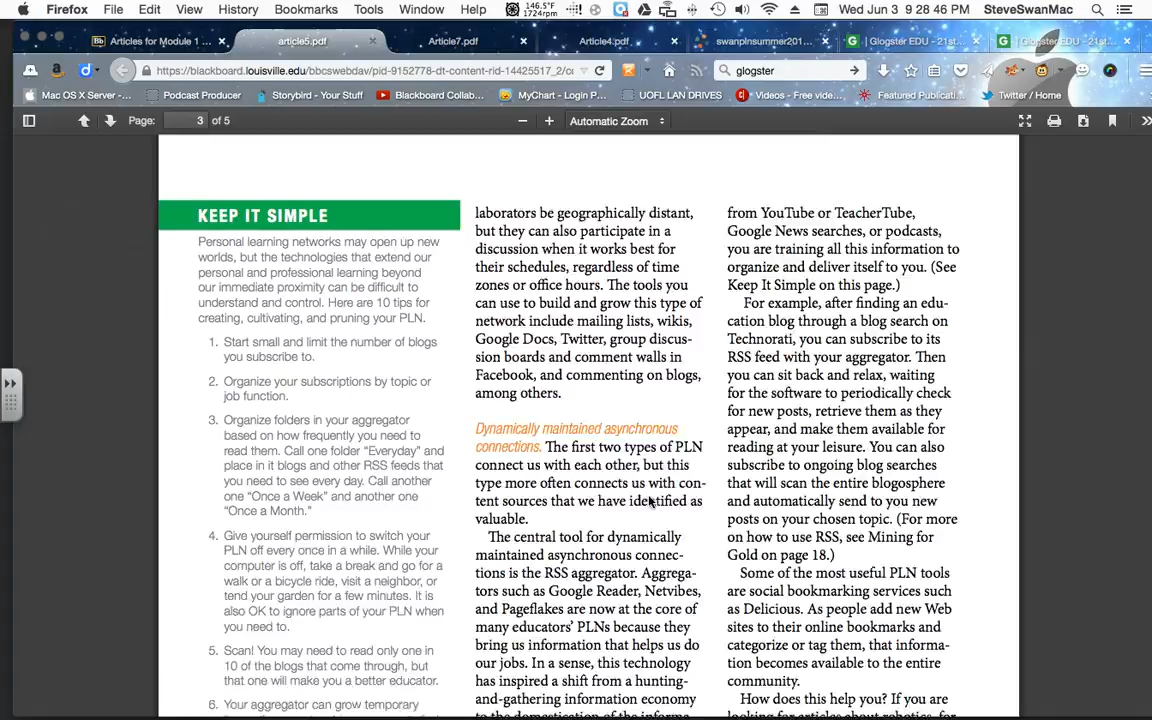 Firefox File Edit View History Bookmarks Tools Window Help 146.5°F 1724rpm Wed Jun 3 9:28:46 PM SteveSwanMac
Bb Articles for Module 1 ... article5.pdf Article7.pdf Article4.pdf swanplnsummer201... G Glogster EDU - 21st... G Glogster EDU - 21st...
https://blackboard.louisville.edu/bbcswebdav/pid-9152778-dt-content-rid-14425517_2/cc glogster
Mac OS X Server -... Podcast Producer Storybird - Your Stuff Blackboard Collab... MyChart - Login P... UOFL LAN DRIVES Videos - Free vide... Featured Publicati... Twitter / Home
Page: 3 of 5 Automatic Zoom
KEEP IT SIMPLE
Personal learning networks may open up new
worlds, but the technologies that extend our
personal and professional learning beyond
our immediate proximity can be difficult to
understand and control. Here are 10 tips for
creating, cultivating, and pruning your PLN.
1. Start small and limit the number of blogs
you subscribe to.
2. Organize your subscriptions by topic or
job function.
3. Organize folders in your aggregator
based on how frequently you need to
read them. Call one folder “Everyday” and
place in it blogs and other RSS feeds that
you need to see every day. Call another
one “Once a Week” and another one
“Once a Month.”
4. Give yourself permission to switch your
PLN off every once in a while. While your
computer is off, take a break and go for a
walk or a bicycle ride, visit a neighbor, or
tend your garden for a few minutes. It is
also OK to ignore parts of your PLN when
you need to.
5. Scan! You may need to read only one in
10 of the blogs that come through, but
that one will make you a better educator.
6. Your aggregator can grow temporary
laborators be geographically distant,
but they can also participate in a
discussion when it works best for
their schedules, regardless of time
zones or office hours. The tools you
can use to build and grow this type of
network include mailing lists, wikis,
Google Docs, Twitter, group discus-
sion boards and comment walls in
Facebook, and commenting on blogs,
among others.
Dynamically maintained asynchronous
connections. The first two types of PLN
connect us with each other, but this
type more often connects us with con-
tent sources that we have identified as
valuable.
The central tool for dynamically
maintained asynchronous connec-
tions is the RSS aggregator. Aggrega-
tors such as Google Reader, Netvibes,
and Pageflakes are now at the core of
many educators’ PLNs because they
bring us information that helps us do
our jobs. In a sense, this technology
has inspired a shift from a hunting-
and-gathering information economy
to the domestication of the informa-
from YouTube or TeacherTube,
Google News searches, or podcasts,
you are training all this information to
organize and deliver itself to you. (See
Keep It Simple on this page.)
For example, after finding an edu-
cation blog through a blog search on
Technorati, you can subscribe to its
RSS feed with your aggregator. Then
you can sit back and relax, waiting
for the software to periodically check
for new posts, retrieve them as they
appear, and make them available for
reading at your leisure. You can also
subscribe to ongoing blog searches
that will scan the entire blogosphere
and automatically send to you new
posts on your chosen topic. (For more
on how to use RSS, see Mining for
Gold on page 18.)
Some of the most useful PLN tools
are social bookmarking services such
as Delicious. As people add new Web
sites to their online bookmarks and
categorize or tag them, that informa-
tion becomes available to the entire
community.
How does this help you? If you are
looking for articles about robotics, for